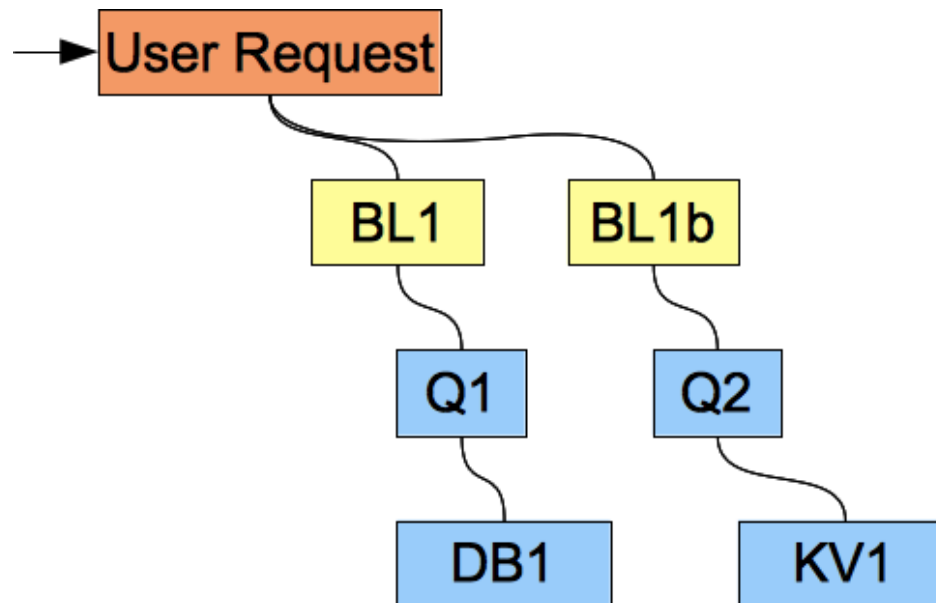 User Request
BL1
BL1b
Q1
Q2
DB1
KV1